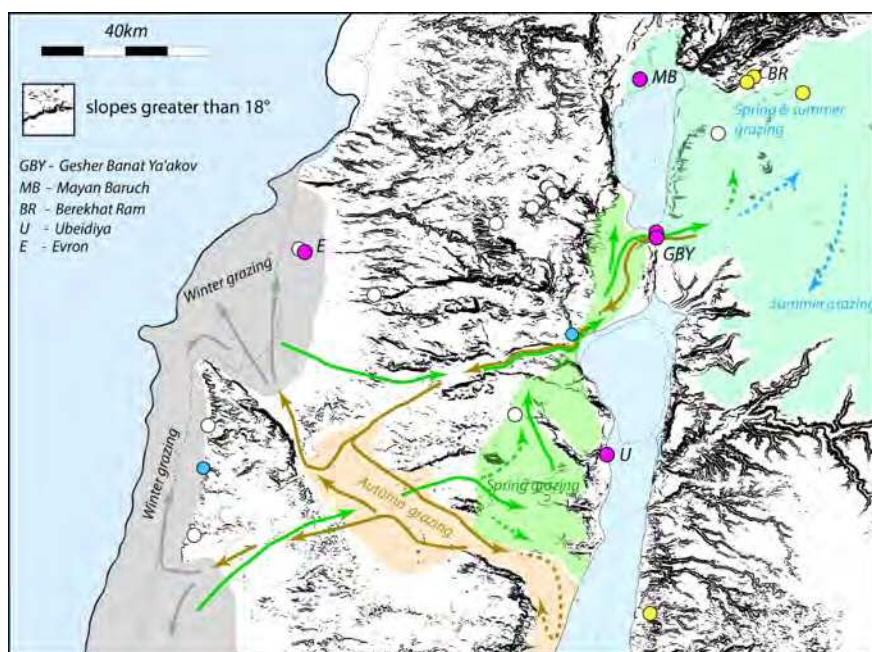 40km
slopes greater than 18°
GBY - Gesher Banat Ya'akov
MB - Mayan Baruch
BR - Berekhat Ram
U - Ubeidiya
E - Evron
MB
BR
Spring & summer
grazing
E
GBY
Winter grazing
Summer grazing
U
Winter grazing
Spring grazing
Autumn grazing